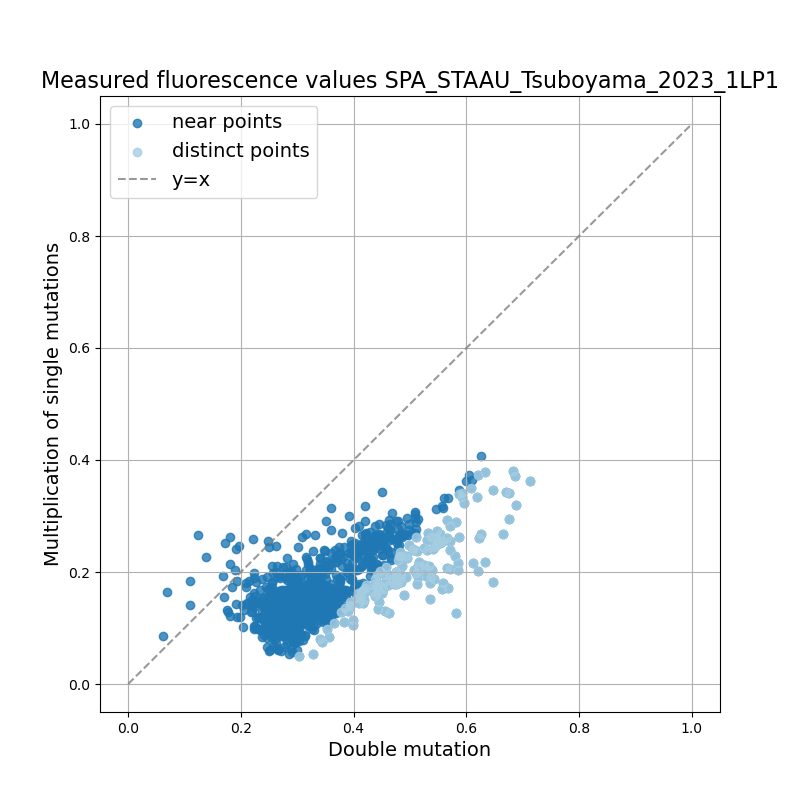 Measured fluorescence values SPA_STAAU_Tsuboyama_2023_1LP1
near points
distinct points
y=x
1.0
0.8
0.6
0.4
0.2
0.0
Multiplication of single mutations
0.0 0.2 0.4 0.6 0.8 1.0
Double mutation